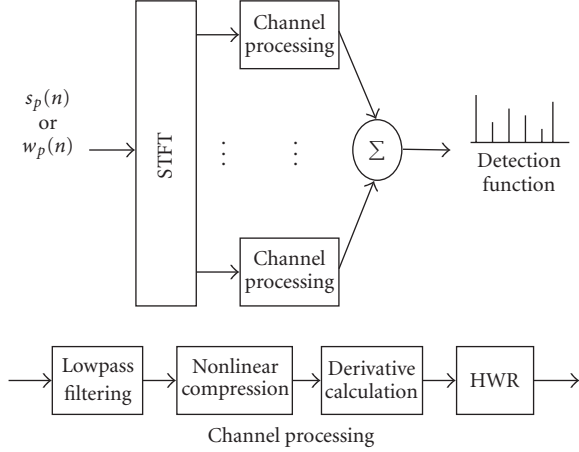 Channel
processing
s_p(n)
or
w_p(n)
STFT
Σ
Detection
function
Channel
processing
Lowpass
filtering
Nonlinear
compression
Derivative
calculation
HWR
Channel processing